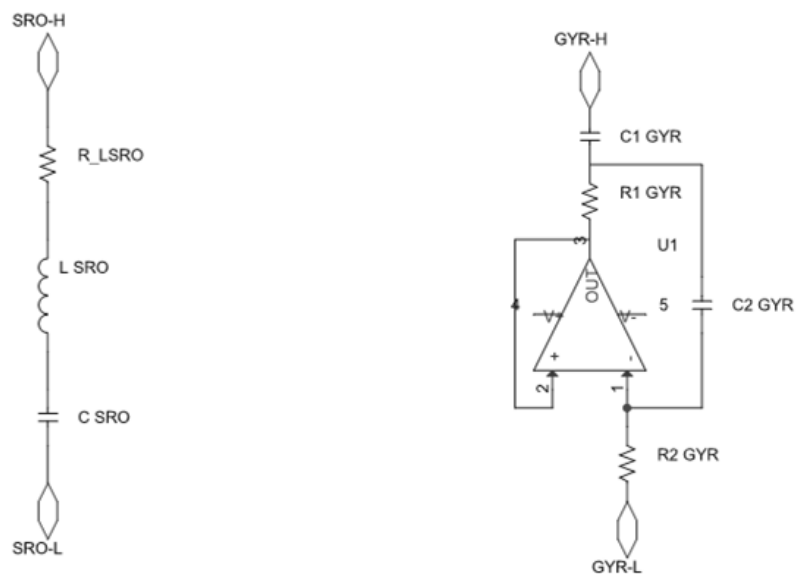 SRO-H
R_LSRO
L SRO
C SRO
SRO-L
GYR-H
C1 GYR
R1 GYR
3
U1
OUT
4
V+
V-
5
C2 GYR
+
-
2
1
R2 GYR
GYR-L